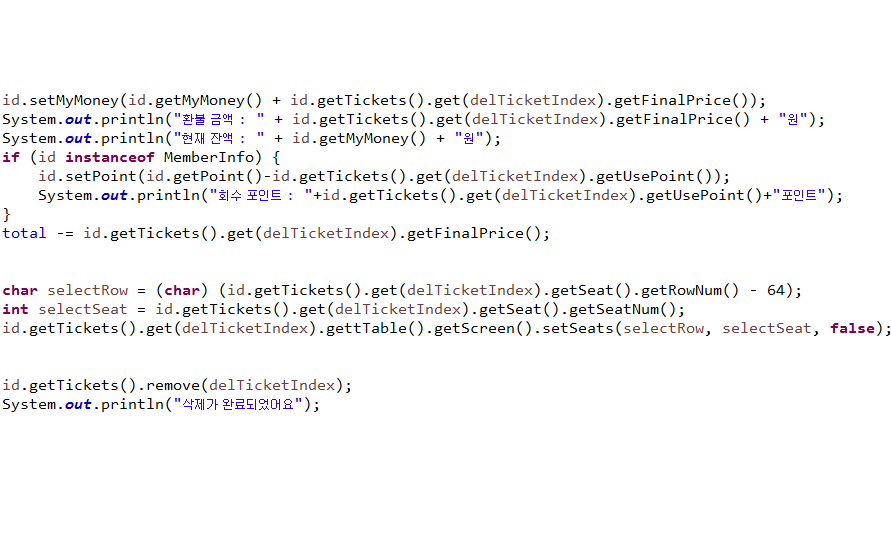 id.setMyMoney(id.getMyMoney() + id.getTickets().get(delTicketIndex).getFinalPrice());
System.out.println("환불 금액 : " + id.getTickets().get(delTicketIndex).getFinalPrice() + "원");
System.out.println("현재 잔액 : " + id.getMyMoney() + "원");
if (id instanceof MemberInfo) {
    id.setPoint(id.getPoint()-id.getTickets().get(delTicketIndex).getUsePoint());
    System.out.println("회수 포인트 : "+id.getTickets().get(delTicketIndex).getUsePoint()+"포인트");
}
total -= id.getTickets().get(delTicketIndex).getFinalPrice();
char selectRow = (char) (id.getTickets().get(delTicketIndex).getSeat().getRowNum() - 64);
int selectSeat = id.getTickets().get(delTicketIndex).getSeat().getSeatNum();
id.getTickets().get(delTicketIndex).gettTable().getScreen().setSeats(selectRow, selectSeat, false);
id.getTickets().remove(delTicketIndex);
System.out.println("삭제가 완료되었어요");